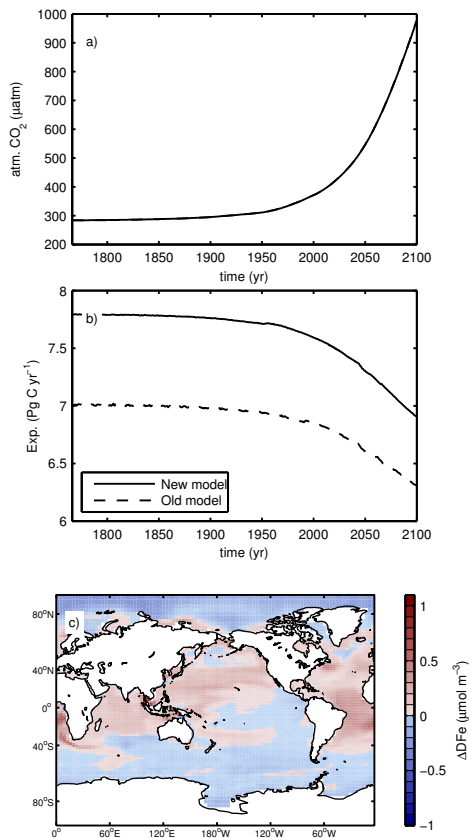 1000
900
800
700
600
500
400
300
200
a)
atm. CO2 (µatm)
1800 1850 1900 1950 2000 2050 2100
time (yr)
8
7.5
7
6.5
6
b)
Exp. (Pg C yr−1)
New model
Old model
1800 1850 1900 1950 2000 2050 2100
time (yr)
c)
80°N
40°N
0°
40°S
80°S
0° 60°E 120°E 180°W 120°W 60°W
1
0.5
0
−0.5
−1
ΔDFe (µmol m−3)